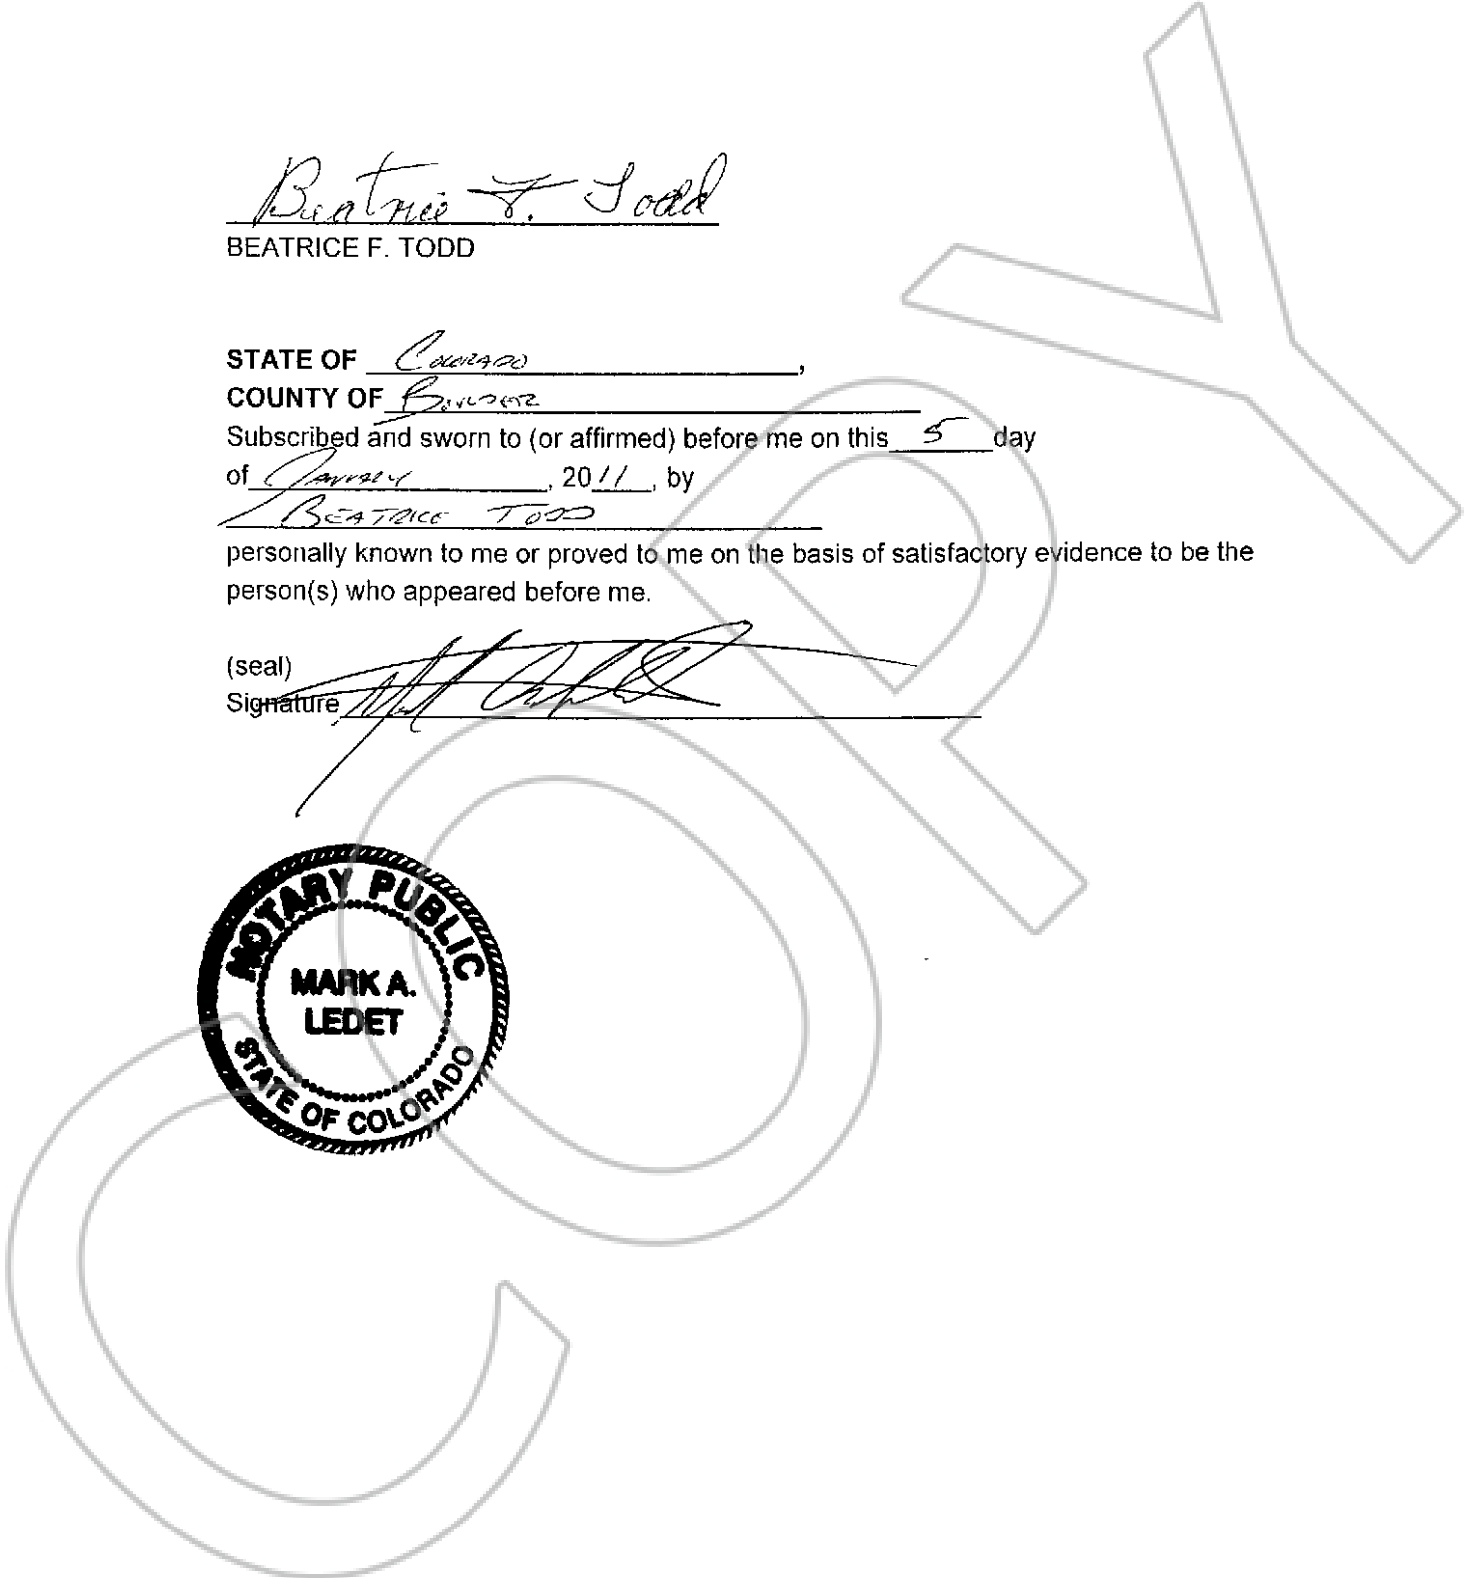 Beatrice F. Todd
BEATRICE F. TODD
STATE OF COLORADO,
COUNTY OF BOULDER
Subscribed and sworn to (or affirmed) before me on this 5 day
of JANUARY, 2011, by
BEATRICE TODD
personally known to me or proved to me on the basis of satisfactory evidence to be the
person(s) who appeared before me.
(seal)
Signature
NOTARY PUBLIC
MARK A.
LEDET
STATE OF COLORADO
COPY